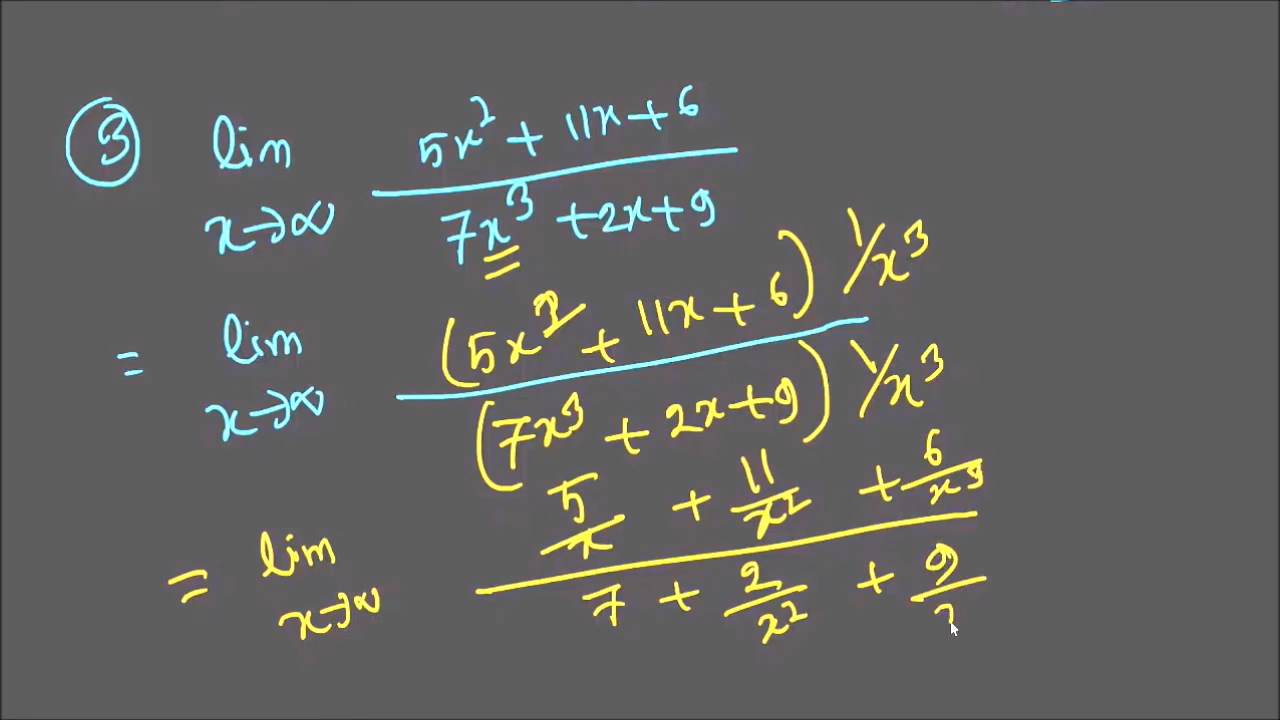 ③ lim x→∞ (5x² + 11x + 6) / (7x³ + 2x + 9)
= lim x→∞ (5x² + 11x + 6) 1/x³ / (7x³ + 2x + 9) 1/x³
= lim x→∞ (5/x + 11/x² + 6/x³) / (7 + 2/x² + 9/